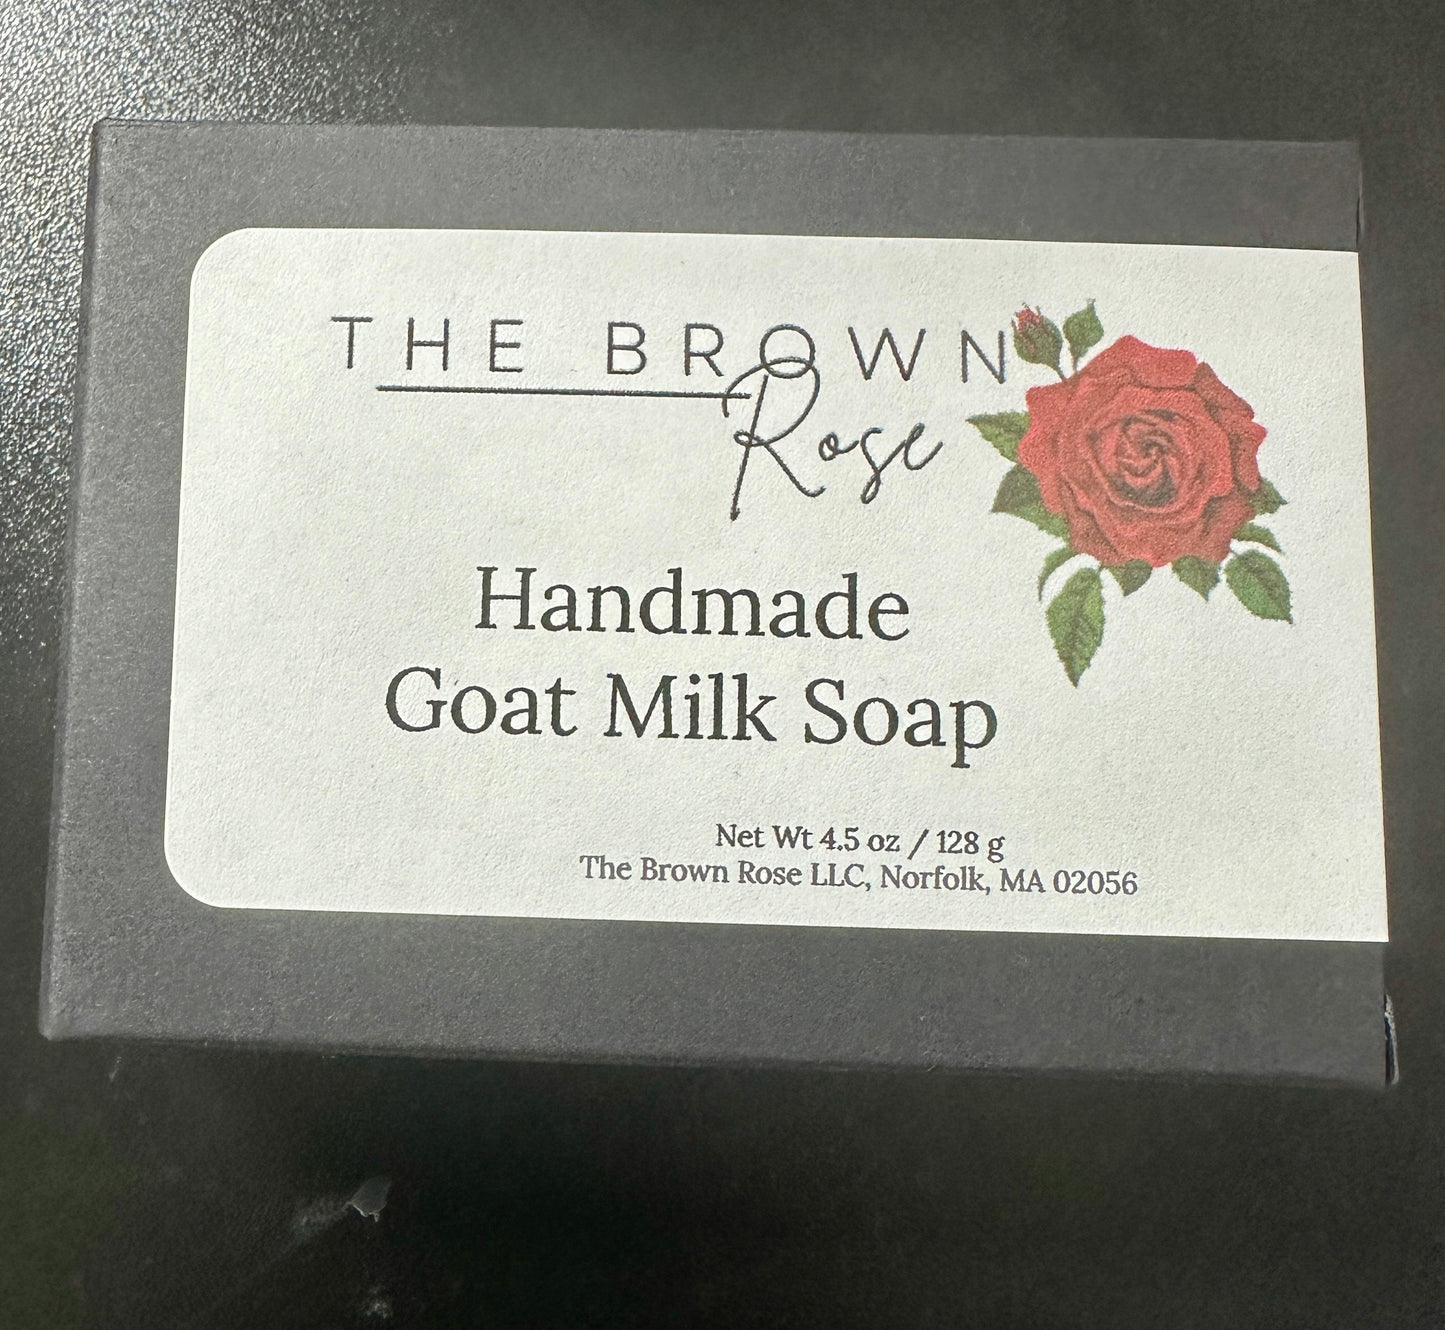 THE BROWN
Rose
Handmade
Goat Milk Soap
Net Wt 4.5 oz / 128 g
The Brown Rose LLC, Norfolk, MA 02056